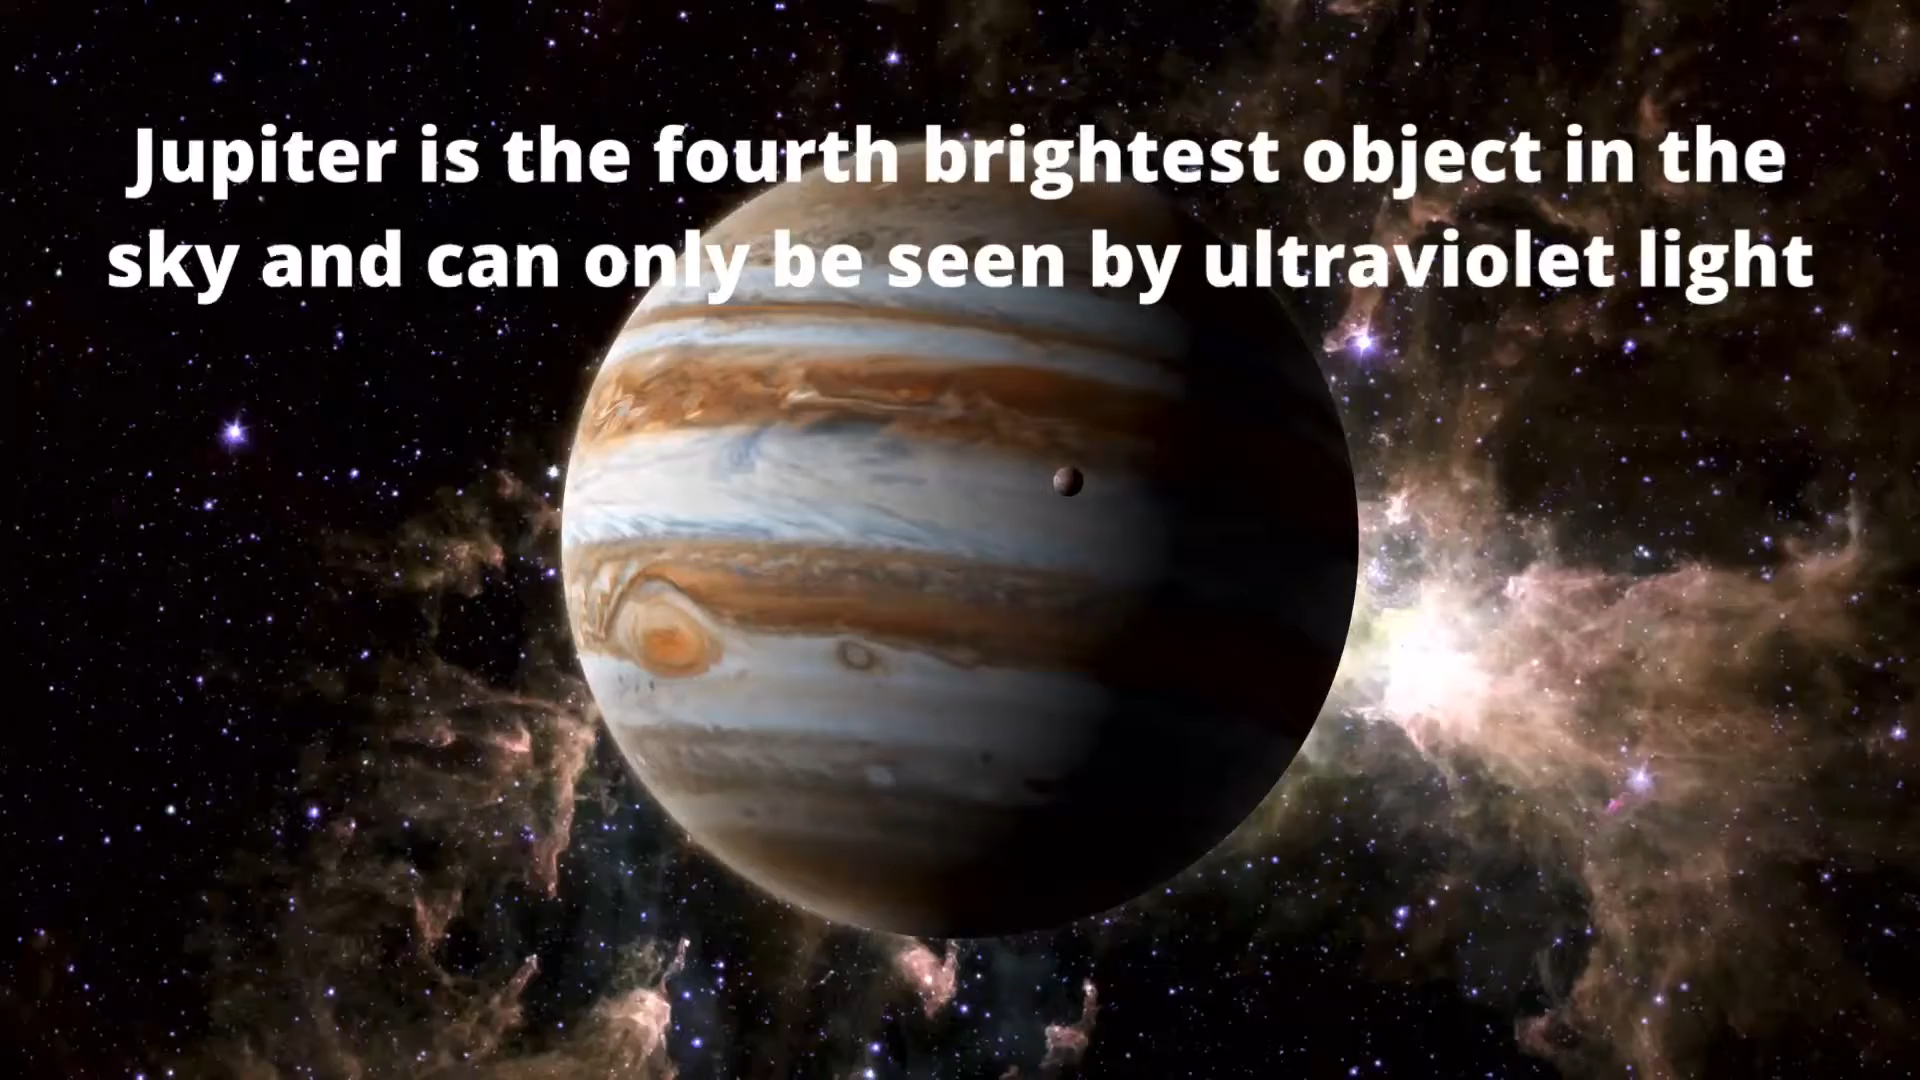 Jupiter is the fourth brightest object in the
sky and can only be seen by ultraviolet light